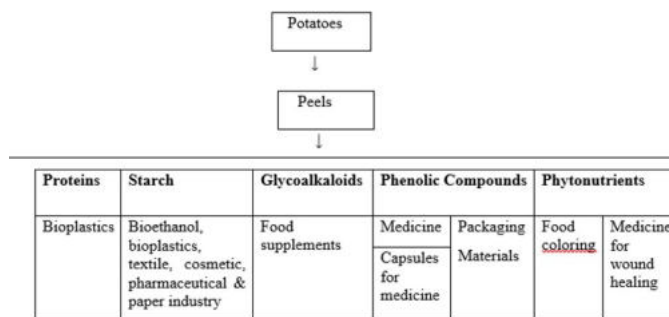 Potatoes
↓
Peels
↓
Proteins
Starch
Glycoalkaloids
Phenolic Compounds
Phytonutrients
Bioplastics
Bioethanol,
bioplastics,
textile, cosmetic,
pharmaceutical &
paper industry
Food
supplements
Medicine
Capsules
for
medicine
Packaging
Materials
Food
coloring
Medicine
for
wound
healing